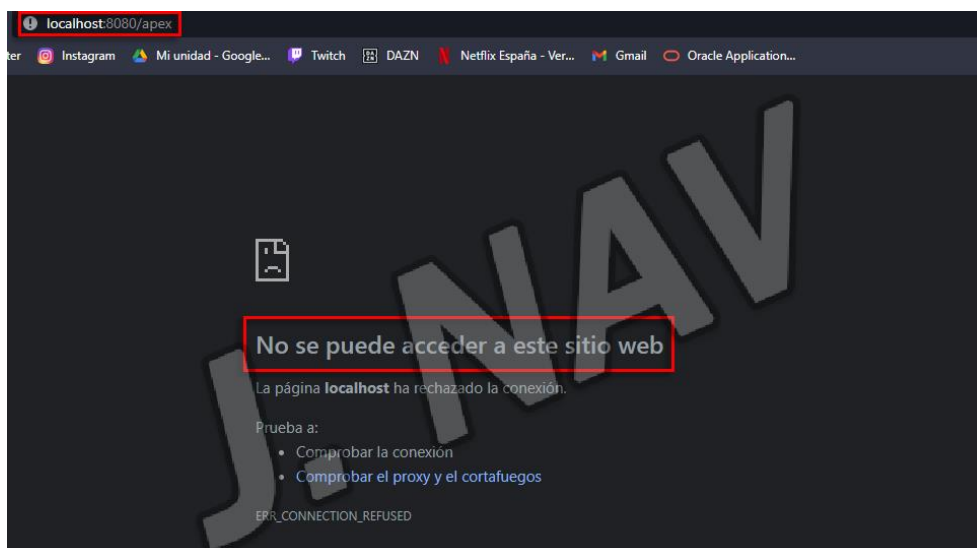 localhost:8080/apex
ter Instagram Mi unidad - Google... Twitch DAZN Netflix España - Ver... Gmail Oracle Application...
No se puede acceder a este sitio web
La página localhost ha rechazado la conexión.
Prueba a:
• Comprobar la conexión
• Comprobar el proxy y el cortafuegos
ERR_CONNECTION_REFUSED
J. NAV